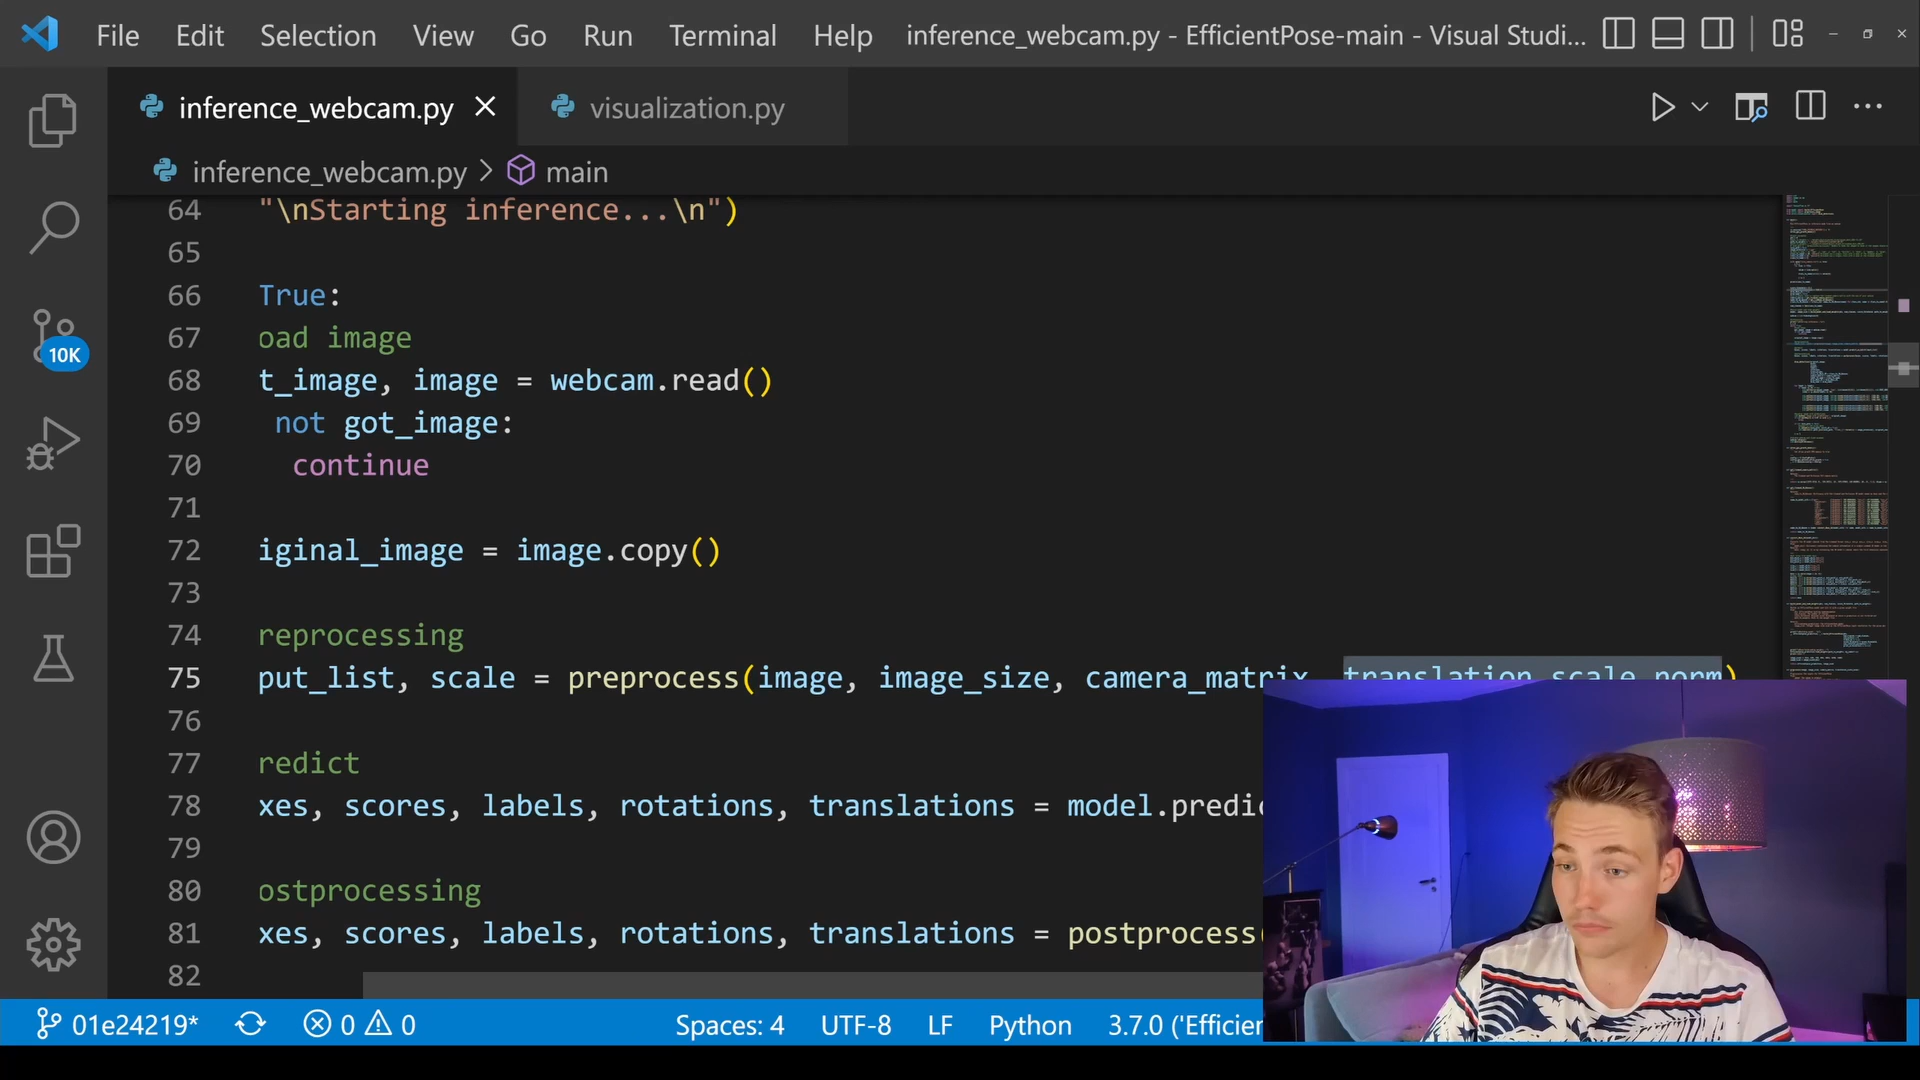 File Edit Selection View Go Run Terminal Help inference_webcam.py - EfficientPose-main - Visual Studi...
inference_webcam.py visualization.py
inference_webcam.py > main
64 "\nStarting inference...\n")
65
66 True:
67 oad image
68 t_image, image = webcam.read()
69 not got_image:
10K
70 continue
71
72 iginal_image = image.copy()
73
74 reprocessing
75 put_list, scale = preprocess(image, image_size, camera_matrix, translation_scale_norm)
76
77 redict
78 xes, scores, labels, rotations, translations = model.predic
79
80 ostprocessing
81 xes, scores, labels, rotations, translations = postprocess(
82
01e24219* 0 0 Spaces: 4 UTF-8 LF Python 3.7.0 ('Efficien